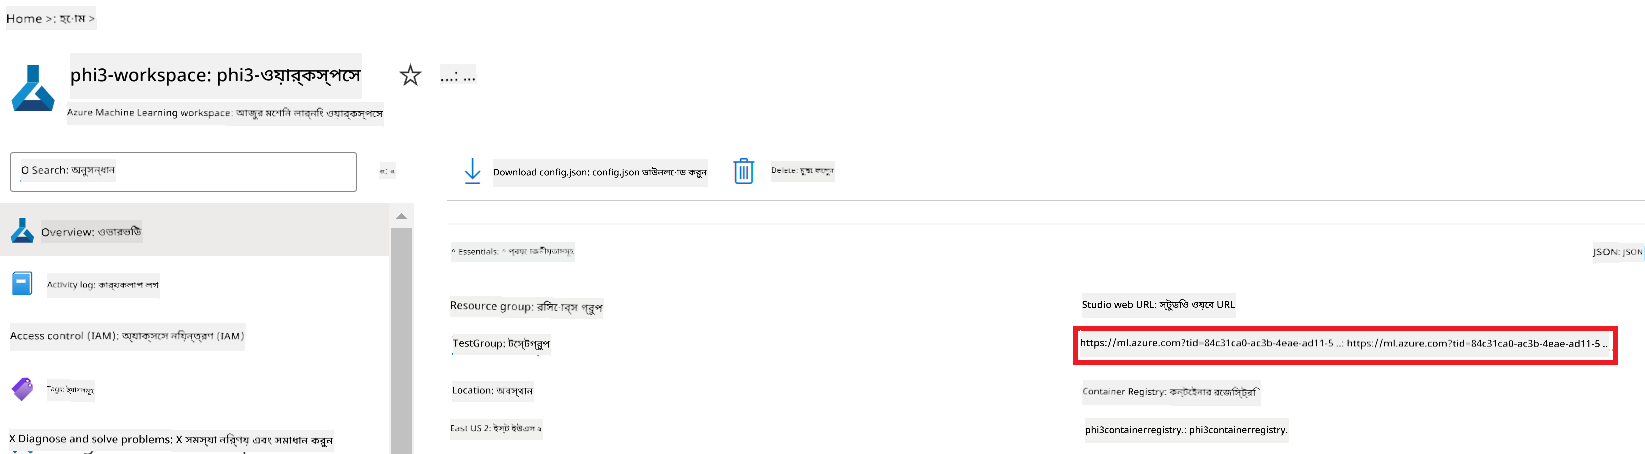 Home >: হোম >
phi3-workspace: phi3-ওয়ার্কস্পেস
...: ...
Azure Machine Learning workspace: আজুর মেশিন লার্নিং ওয়ার্কস্পেস
Search: অনুসন্ধান
«: «
Download config.json: config.json ডাউনলোড করুন
Delete: মুছে ফেলুন
Overview: ওভারভিউ
^ Essentials: ^ প্রয়োজনীয়তাসমূহ
JSON: JSON
Activity log: কার্যকলাপ লগ
Resource group: রিসোর্স গ্রুপ
Studio web URL: স্টুডিও ওয়েব URL
Access control (IAM): অ্যাক্সেস নিয়ন্ত্রণ (IAM)
TestGroup: টেস্টগ্রুপ
https://ml.azure.com?tid=84c31ca0-ac3b-4eae-ad11-5 ..: https://ml.azure.com?tid=84c31ca0-ac3b-4eae-ad11-5 ..
Tags: ট্যাগসমূহ
Location: অবস্থান
Container Registry: কন্টেইনার রেজিস্ট্রি
East US 2: ইস্ট ইউএস ২
phi3containerregistry.: phi3containerregistry.
X Diagnose and solve problems: X সমস্যা নির্ণয় এবং সমাধান করুন